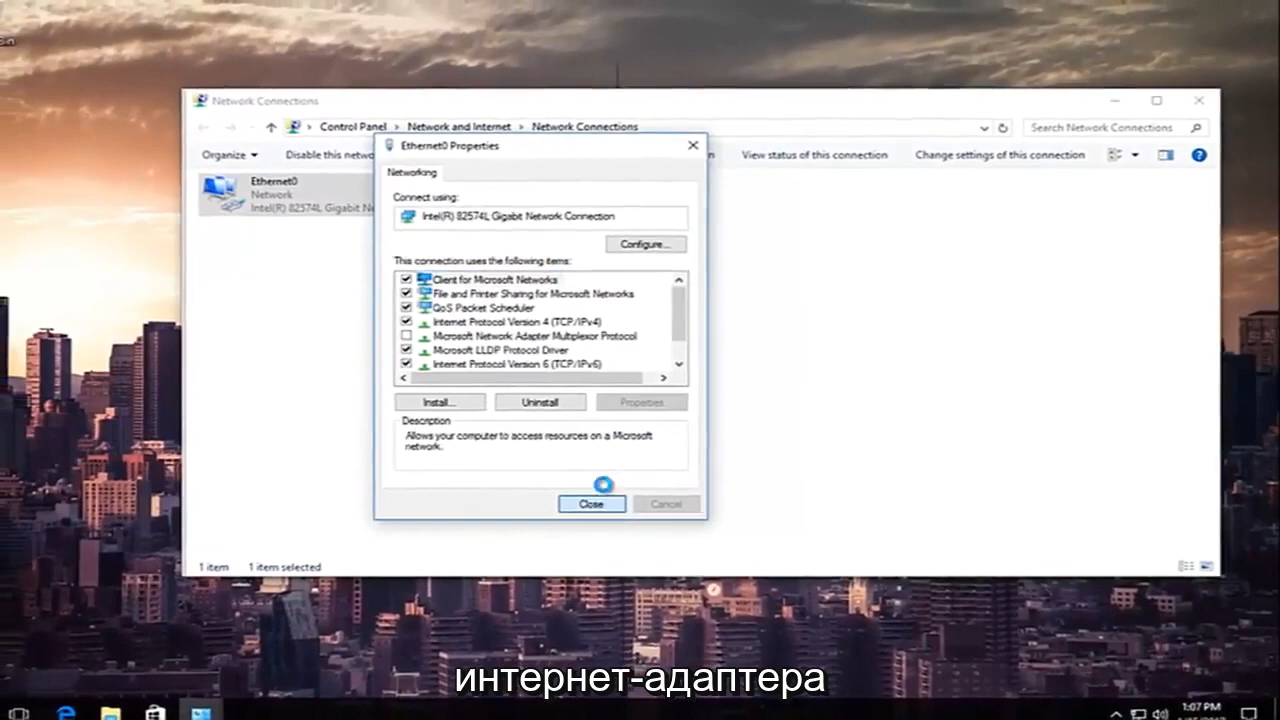 Network Connections
Control Panel > Network and Internet > Network Connections
Search Network Connections
Organize
Disable this netwo
View status of this connection
Change settings of this connection
Ethernet0
Network
Intel(R) 82574L Gigabit Ne
Ethernet0 Properties
Networking
Connect using:
Intel(R) 82574L Gigabit Network Connection
Configure...
This connection uses the following items:
Client for Microsoft Networks
File and Printer Sharing for Microsoft Networks
QoS Packet Scheduler
Internet Protocol Version 4 (TCP/IPv4)
Microsoft Network Adapter Multiplexor Protocol
Microsoft LLDP Protocol Driver
Internet Protocol Version 6 (TCP/IPv6)
Install...
Uninstall
Properties
Description
Allows your computer to access resources on a Microsoft
network.
Close
Cancel
1 item
1 item selected
интернет-адаптера
1:07 PM